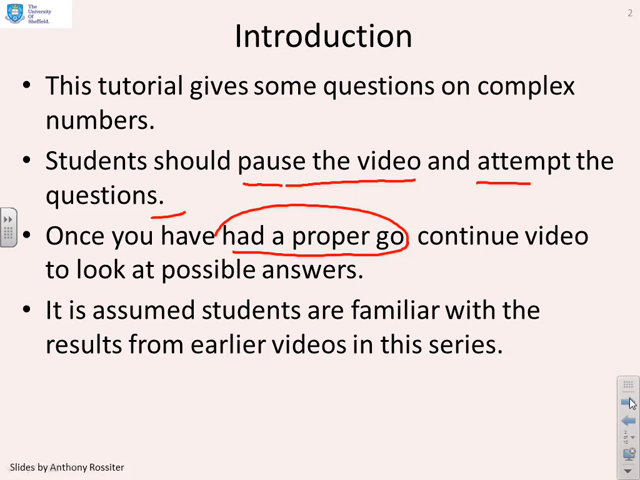 The
University
Of
Sheffield.
2
Introduction
• This tutorial gives some questions on complex
numbers.
• Students should pause the video and attempt the
questions.
• Once you have had a proper go, continue video
to look at possible answers.
• It is assumed students are familiar with the
results from earlier videos in this series.
Slides by Anthony Rossiter